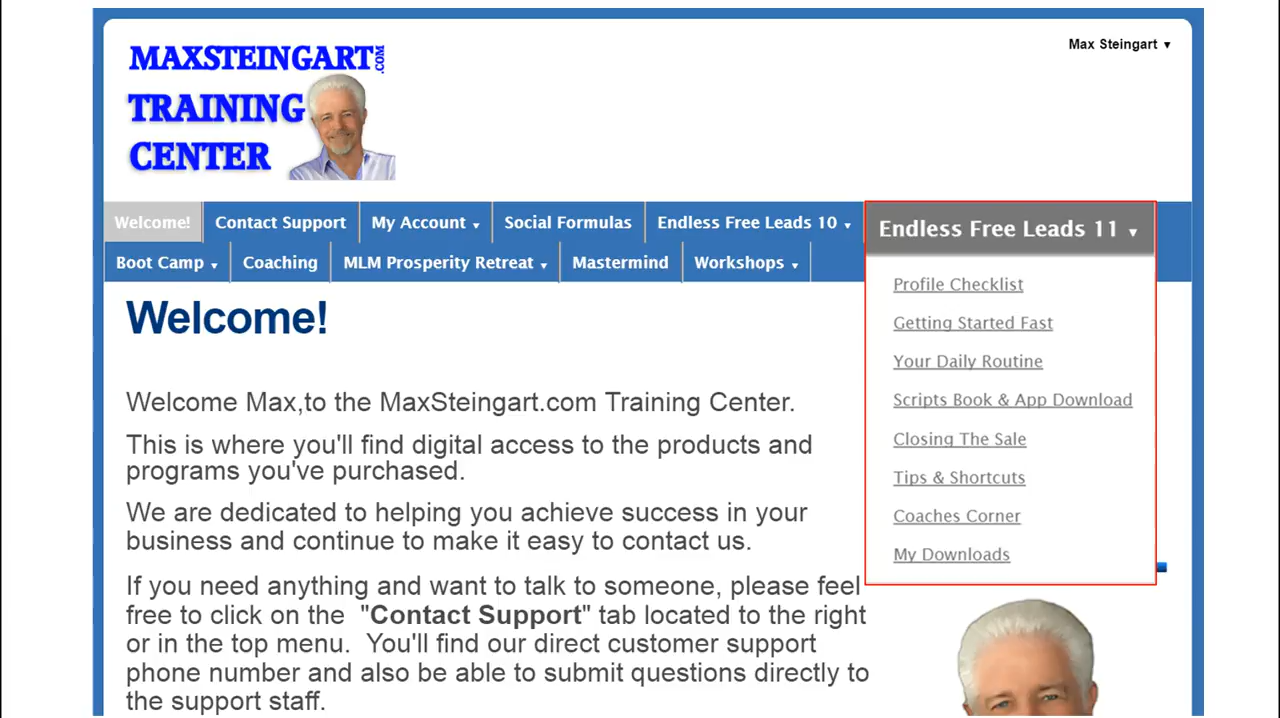 MAXSTEINGART.COM
TRAINING
CENTER
Max Steingart ▼
Welcome! Contact Support My Account ▼ Social Formulas Endless Free Leads 10 ▼ Endless Free Leads 11 ▼
Boot Camp ▼ Coaching MLM Prosperity Retreat ▼ Mastermind Workshops ▼
Profile Checklist
Getting Started Fast
Your Daily Routine
Scripts Book & App Download
Closing The Sale
Tips & Shortcuts
Coaches Corner
My Downloads
Welcome!
Welcome Max,to the MaxSteingart.com Training Center.
This is where you'll find digital access to the products and
programs you've purchased.
We are dedicated to helping you achieve success in your
business and continue to make it easy to contact us.
If you need anything and want to talk to someone, please feel
free to click on the "Contact Support" tab located to the right
or in the top menu. You'll find our direct customer support
phone number and also be able to submit questions directly to
the support staff.